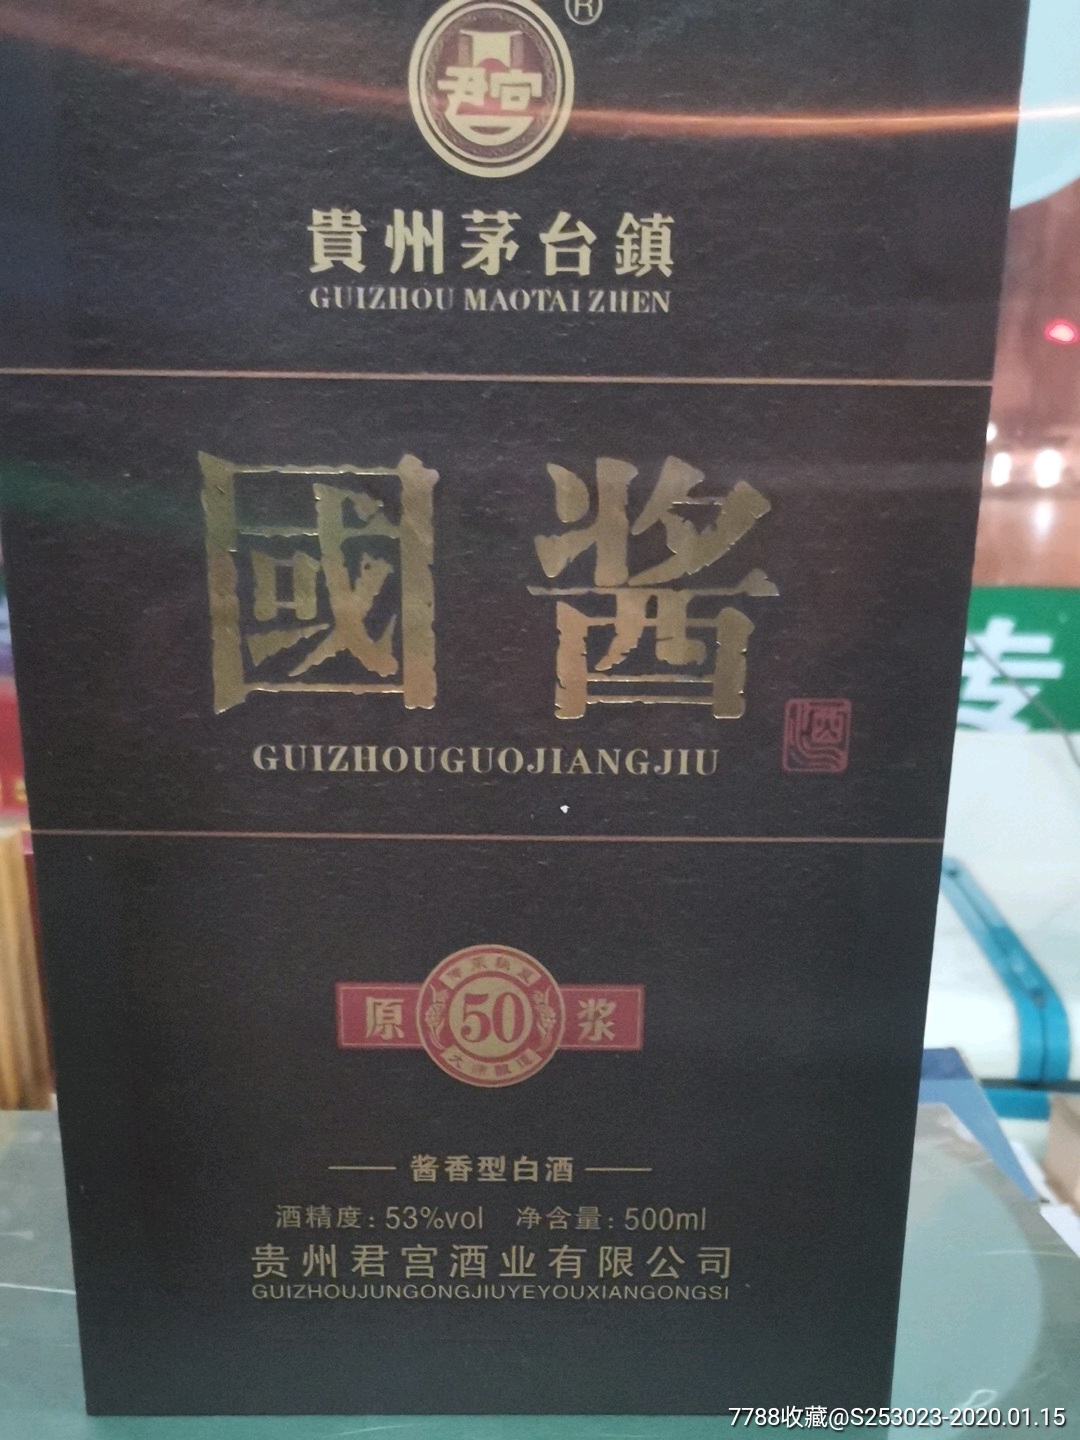 ®
君宫
貴州茅台鎮
GUIZHOU MAOTAI ZHEN
國酱
酒
GUIZHOUGUOJIANGJIU
专
原 50 浆
酱香型白酒
酒精度: 53%vol 净含量: 500ml
贵州君宫酒业有限公司
GUIZHOUJUNGONGJIUYEYOUXIANGONGSI
7788收藏@S253023-2020.01.15